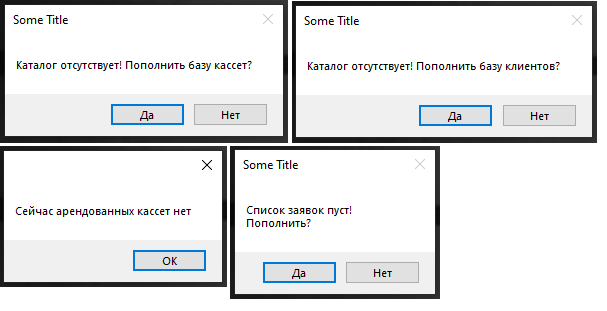 Some Title
Каталог отсутствует! Пополнить базу кассет?
Да
Нет
Some Title
Каталог отсутствует! Пополнить базу клиентов?
Да
Нет
Сейчас арендованных кассет нет
ОК
Some Title
Список заявок пуст!
Пополнить?
Да
Нет